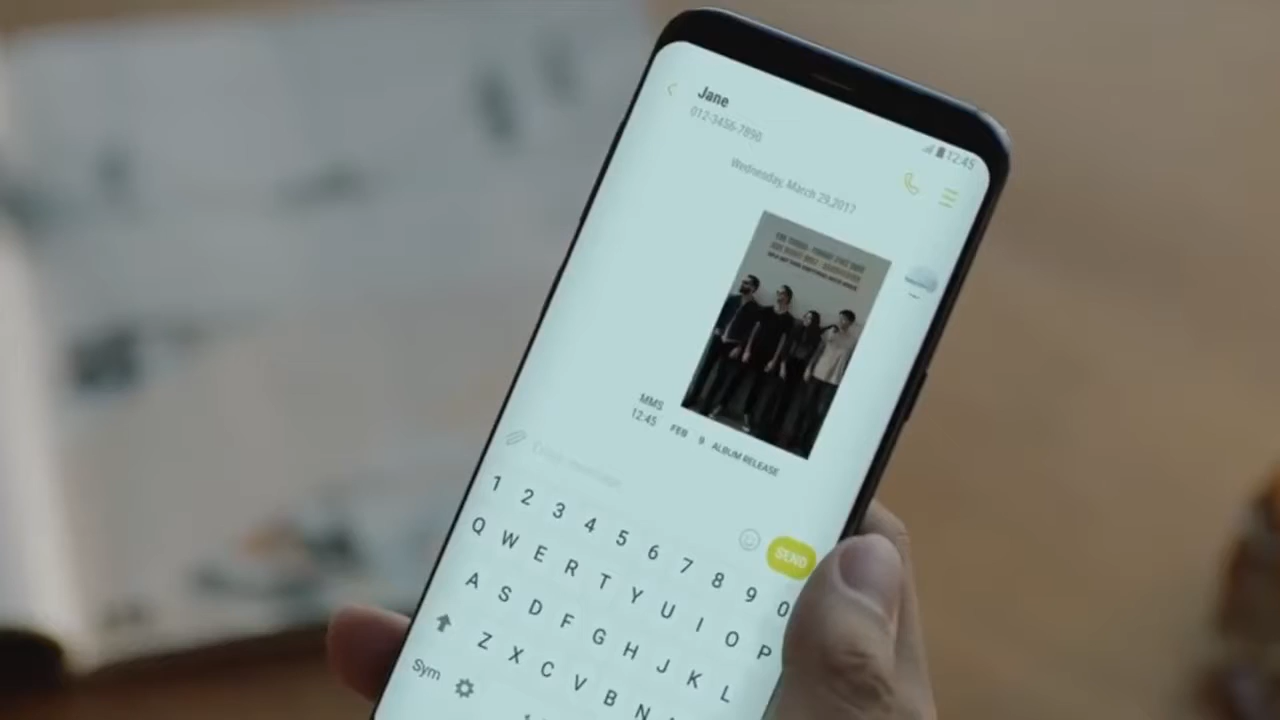 Jane
012-3456-7890
12:45
Wednesday, March 29,2017
MMS
12:45
FEB 9 ALBUM RELEASE
SEND
1 2 3 4 5 6 7 8 9 0
Q W E R T Y U I O P
A S D F G H J K L
Z X C V B N
Sym